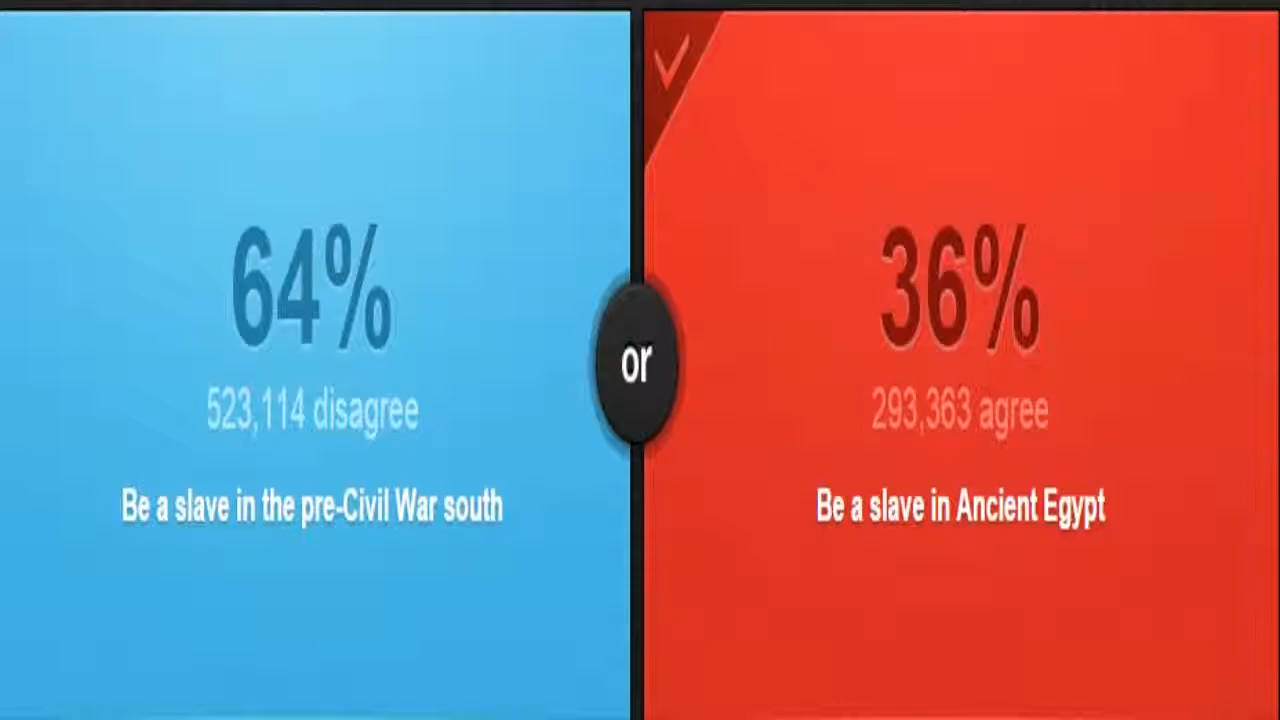 64%
523,114 disagree
Be a slave in the pre-Civil War south
or
36%
293,363 agree
Be a slave in Ancient Egypt